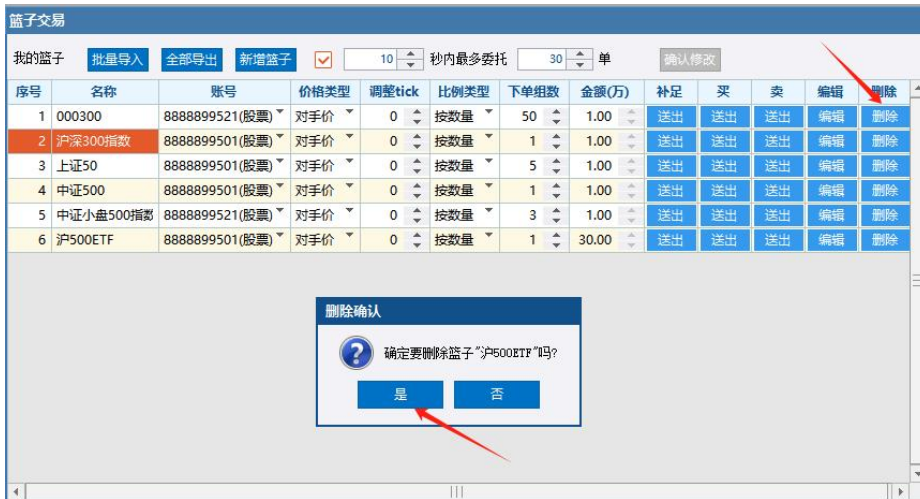 篮子交易
我的篮子 批量导入 全部导出 新增篮子 10 秒内最多委托 30 单 确认修改
序号 名称 账号 价格类型 调整tick 比例类型 下单组数 金额(万) 补足 买 卖 编辑 删除
1 000300 8888899521(股票) 对手价 0 按数量 50 1.00 送出 送出 送出 编辑 删除
2 沪深300指数 8888899501(股票) 对手价 0 按数量 1 1.00 送出 送出 送出 编辑 删除
3 上证50 8888899501(股票) 对手价 0 按数量 5 1.00 送出 送出 送出 编辑 删除
4 中证500 8888899501(股票) 对手价 0 按数量 1 1.00 送出 送出 送出 编辑 删除
5 中证小盘500指数 8888899521(股票) 对手价 0 按数量 3 1.00 送出 送出 送出 编辑 删除
6 沪500ETF 8888899501(股票) 对手价 0 按数量 1 30.00 送出 送出 送出 编辑 删除
删除确认
确定要删除篮子"沪500ETF"吗?
是 否